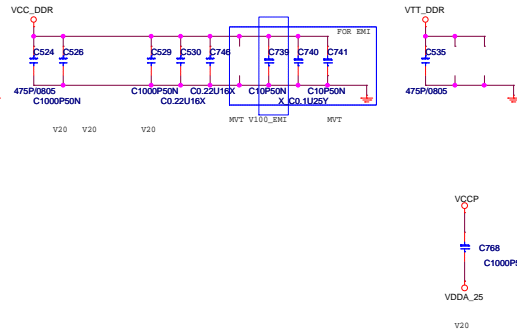 VCC_DDR
VTT_DDR
FOR EMI
C524 C526 C529 C530 C746 C739 C740 C741 C535
475P/0805 C1000P50N C0.22U16X C10P50N C10P50N 475P/0805
C1000P50N C0.22U16X X_C0.1U25Y
MVT V100_EMI MVT
V20 V20 V20
VCCP
C768
C1000P5
VDDA_25
V20